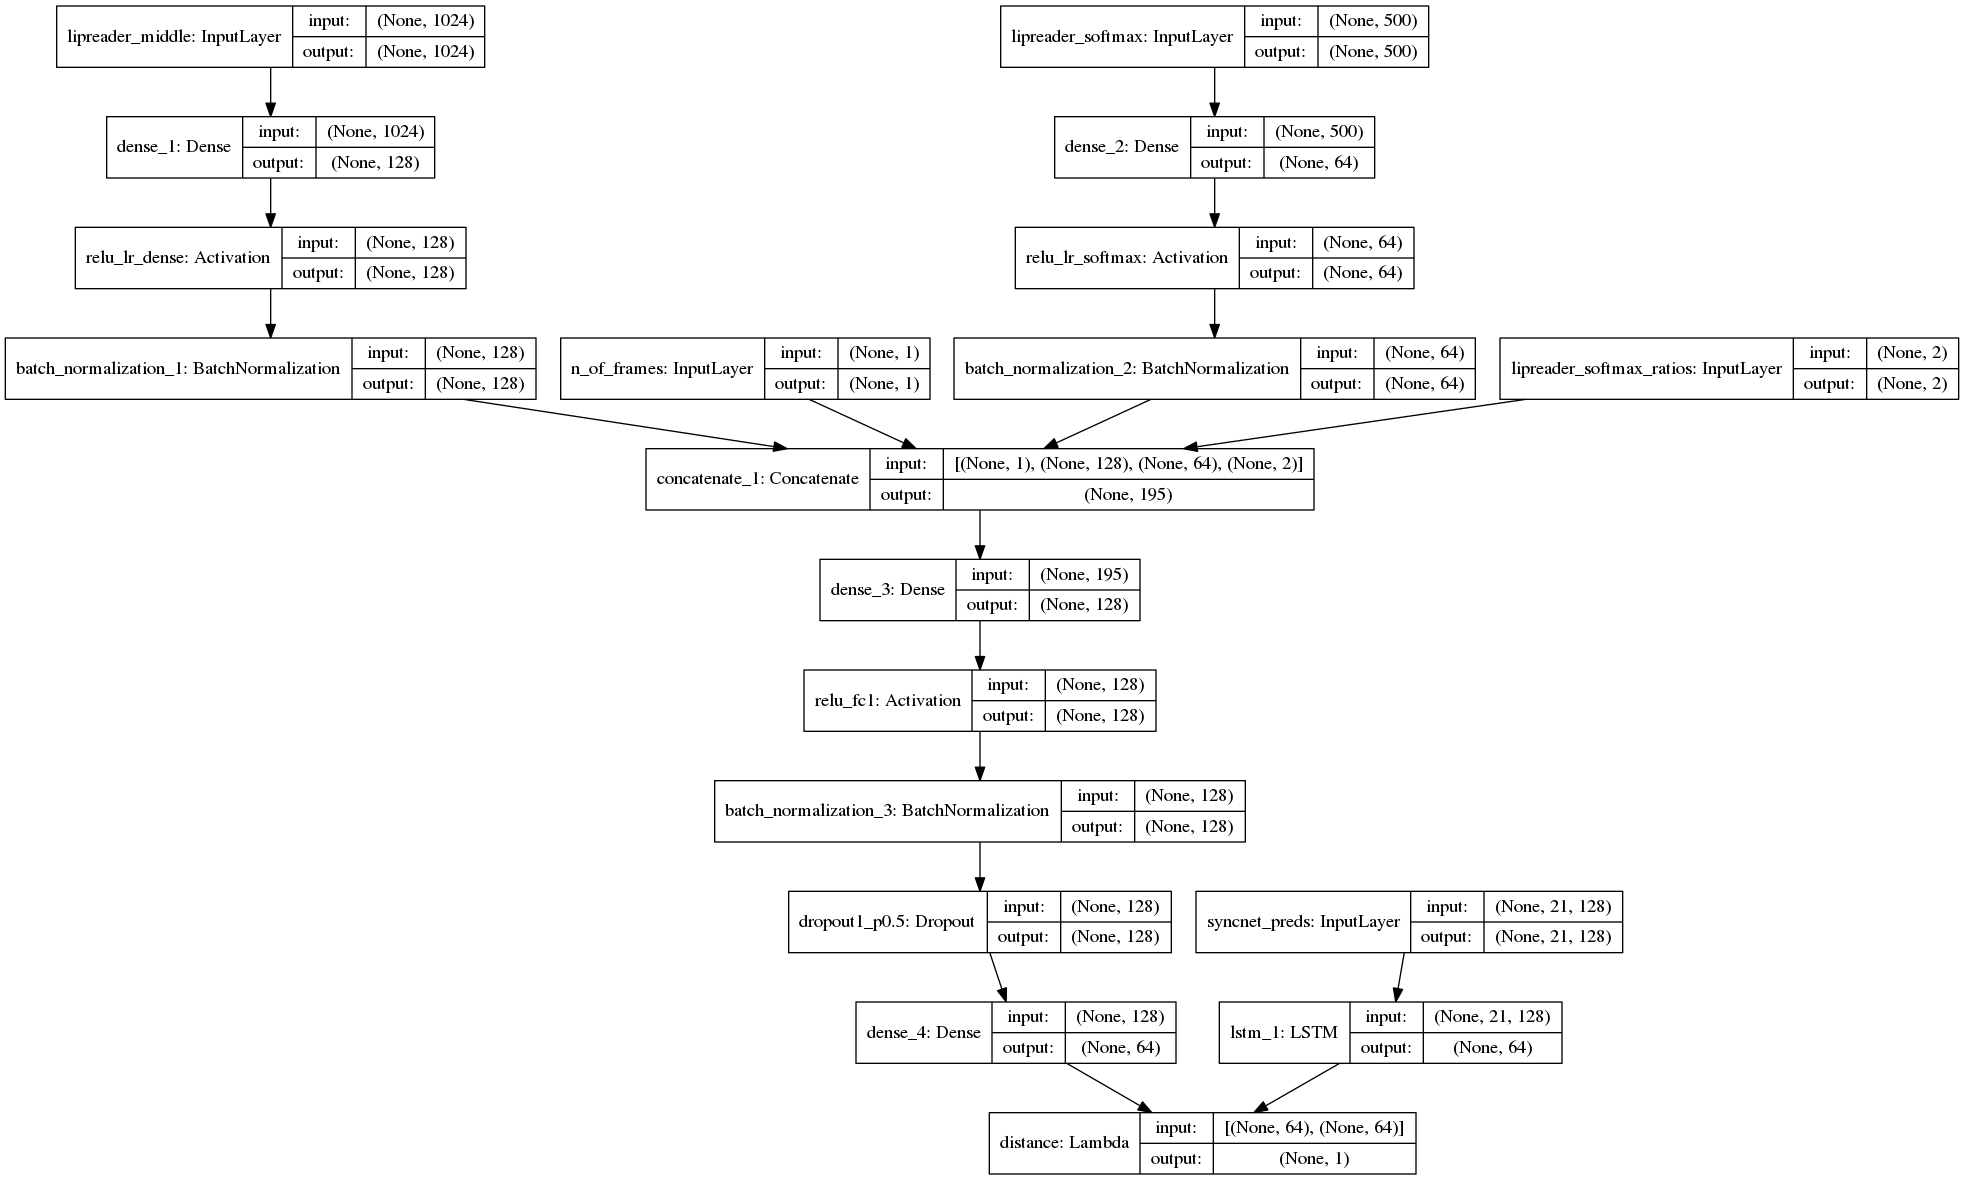 lipreader_middle: InputLayer
input: (None, 1024)
output: (None, 1024)
lipreader_softmax: InputLayer
input: (None, 500)
output: (None, 500)
dense_1: Dense
input: (None, 1024)
output: (None, 128)
dense_2: Dense
input: (None, 500)
output: (None, 64)
relu_lr_dense: Activation
input: (None, 128)
output: (None, 128)
relu_lr_softmax: Activation
input: (None, 64)
output: (None, 64)
batch_normalization_1: BatchNormalization
input: (None, 128)
output: (None, 128)
n_of_frames: InputLayer
input: (None, 1)
output: (None, 1)
batch_normalization_2: BatchNormalization
input: (None, 64)
output: (None, 64)
lipreader_softmax_ratios: InputLayer
input: (None, 2)
output: (None, 2)
concatenate_1: Concatenate
input: [(None, 1), (None, 128), (None, 64), (None, 2)]
output: (None, 195)
dense_3: Dense
input: (None, 195)
output: (None, 128)
relu_fc1: Activation
input: (None, 128)
output: (None, 128)
batch_normalization_3: BatchNormalization
input: (None, 128)
output: (None, 128)
dropout1_p0.5: Dropout
input: (None, 128)
output: (None, 128)
syncnet_preds: InputLayer
input: (None, 21, 128)
output: (None, 21, 128)
dense_4: Dense
input: (None, 128)
output: (None, 64)
lstm_1: LSTM
input: (None, 21, 128)
output: (None, 64)
distance: Lambda
input: [(None, 64), (None, 64)]
output: (None, 1)